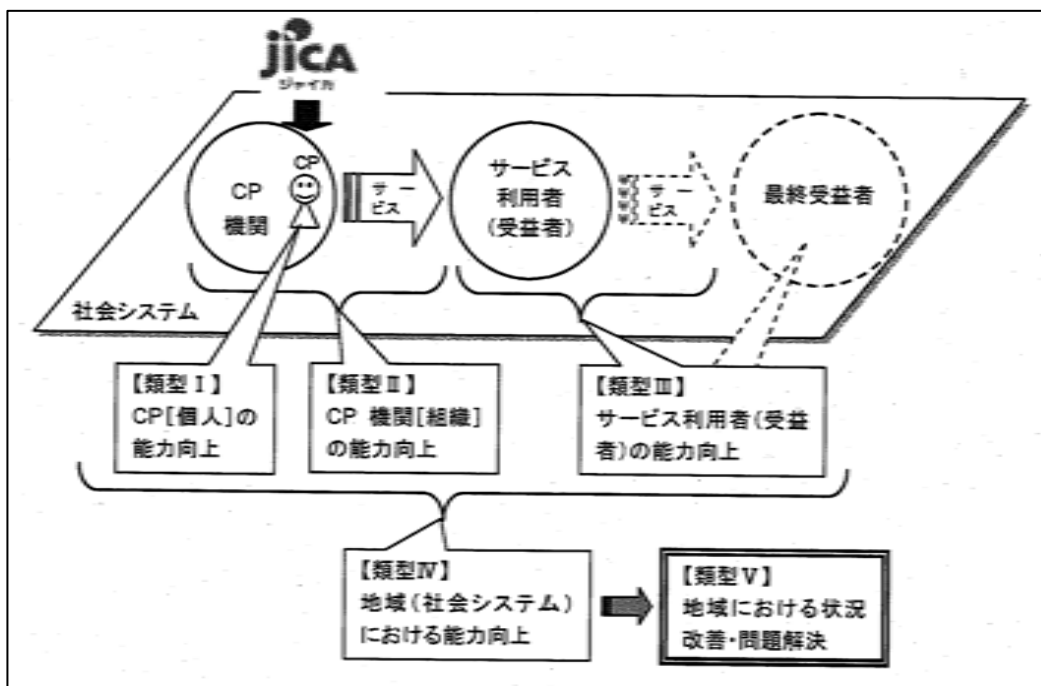 jica
ジャイカ
CP
CP
機関
サー
ビス
サービス
利用者
(受益者)
サー
ビス
最終受益者
社会システム
【類型Ⅰ】
CP[個人]の
能力向上
【類型Ⅱ】
CP 機関[組織]
の能力向上
【類型Ⅲ】
サービス利用者(受益
者)の能力向上
【類型Ⅳ】
地域(社会システム)
における能力向上
【類型Ⅴ】
地域における状況
改善・問題解決